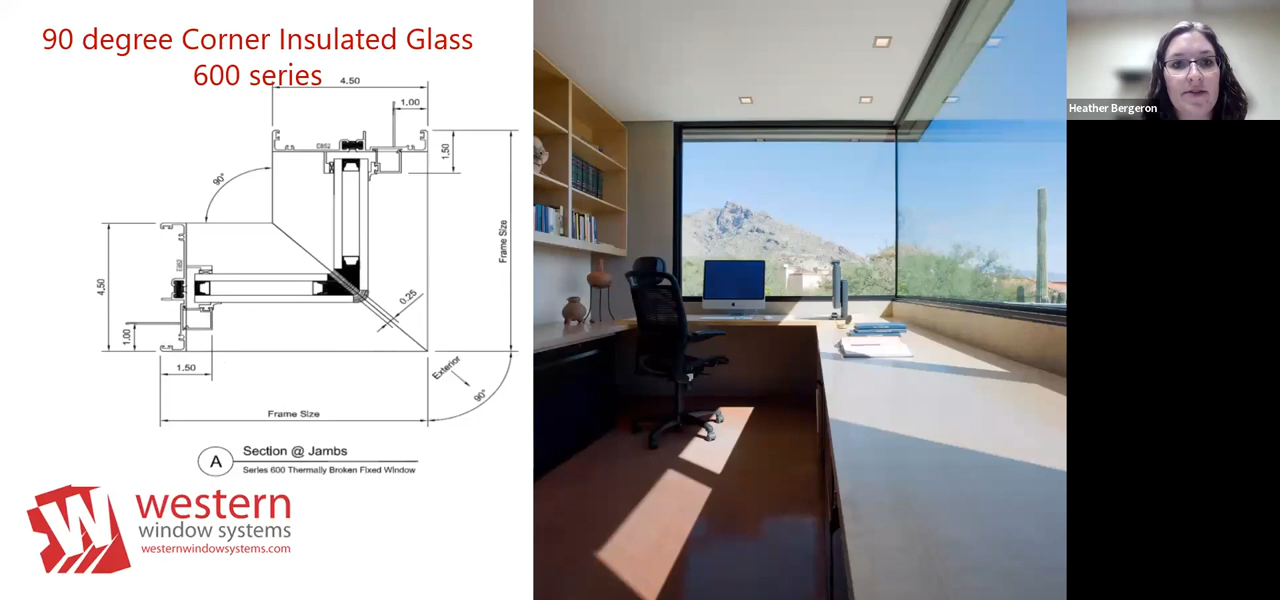 90 degree Corner Insulated Glass
600 series
4.50
1.00
EB52
1.50
90°
Frame Size
4.50
EB52
0.25
1.00
1.50
Exterior
90°
Frame Size
A
Section @ Jambs
Series 600 Thermally Broken Fixed Window
W
western
window systems
westernwindowsystems.com
Heather Bergeron